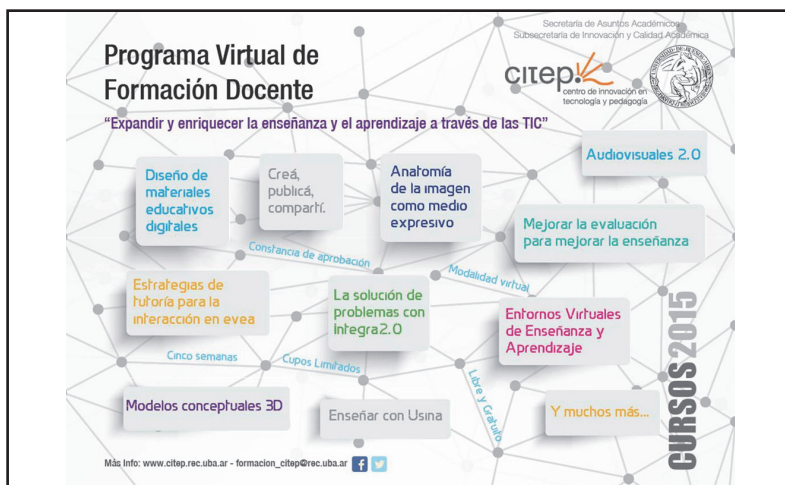 Secretaría de Asuntos Académicos
Subsecretaría de Innovación y Calidad Académica
Programa Virtual de
Formación Docente
citep
centro de innovación en
tecnología y pedagogía
“Expandir y enriquecer la enseñanza y el aprendizaje a través de las TIC”
Audiovisuales 2.0
Diseño de
materiales
educativos
digitales
Creá,
publicá,
compartí.
Anatomía
de la imagen
como medio
expresivo
Mejorar la evaluación
para mejorar la enseñanza
Constancia de aprobación
Modalidad virtual
Estrategias de
tutoría para la
interacción en evea
La solución de
problemas con
Integra2.0
Entornos Virtuales
de Enseñanza y
Aprendizaje
Cinco semanas
Cupos Limitados
Libre y Gratuito
Modelos conceptuales 3D
Enseñar con Usina
Y muchos más...
CURSOS 2015
Más Info: www.citep.rec.uba.ar - formacion_citep@rec.uba.ar